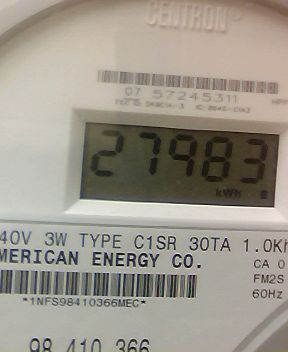 CENTRON®
07 57245311
27983
kWh
40V 3W TYPE C1SR 30TA 1.0Kh
MERICAN ENERGY CO.
CA 0
FM2S
60Hz
*1NFS98410366MEC*
98 410 366